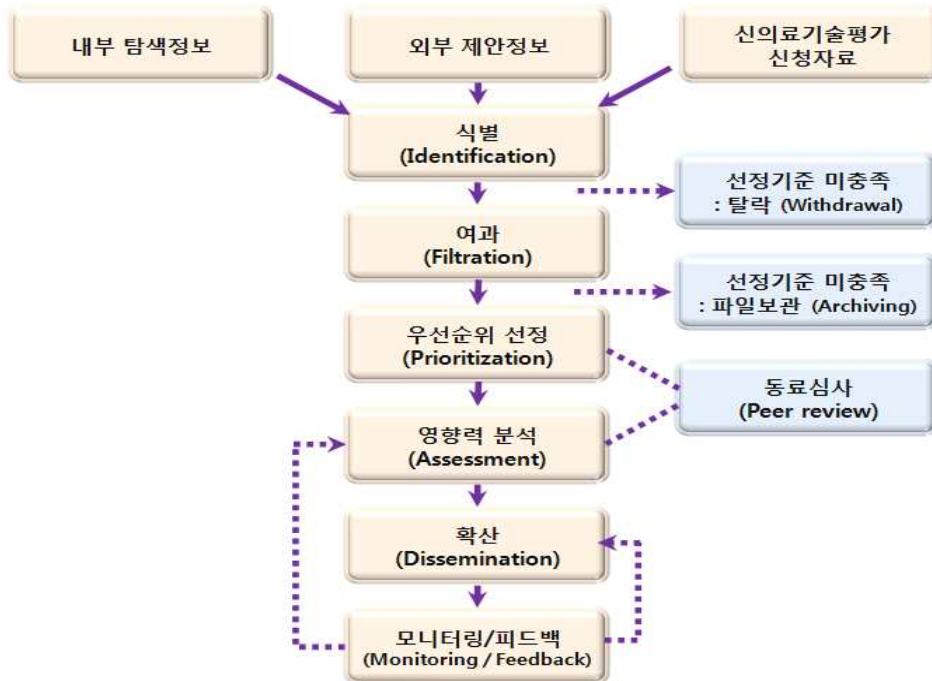 내부 탐색정보
외부 제안정보
신의료기술평가
신청자료
식별
(Identification)
선정기준 미충족
: 탈락 (Withdrawal)
여과
(Filtration)
선정기준 미충족
: 파일보관 (Archiving)
우선순위 선정
(Prioritization)
동료심사
(Peer review)
영향력 분석
(Assessment)
확산
(Dissemination)
모니터링/피드백
(Monitoring / Feedback)